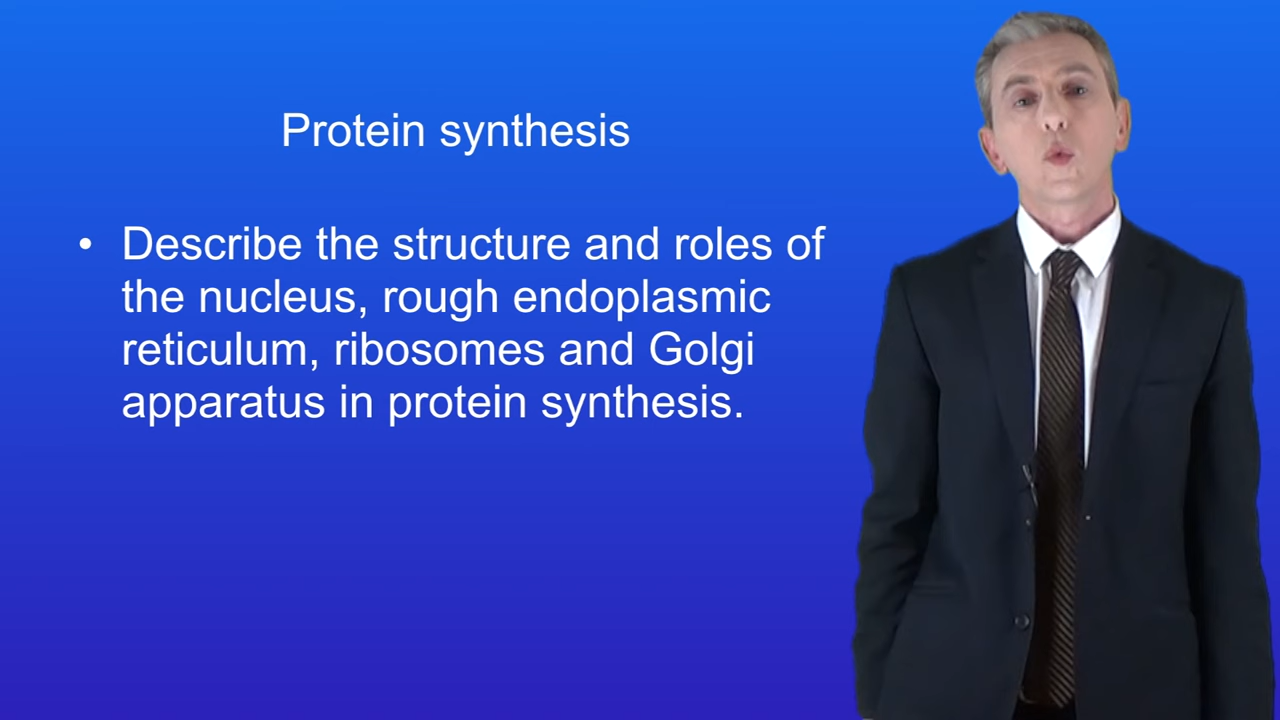 Protein synthesis
• Describe the structure and roles of
the nucleus, rough endoplasmic
reticulum, ribosomes and Golgi
apparatus in protein synthesis.